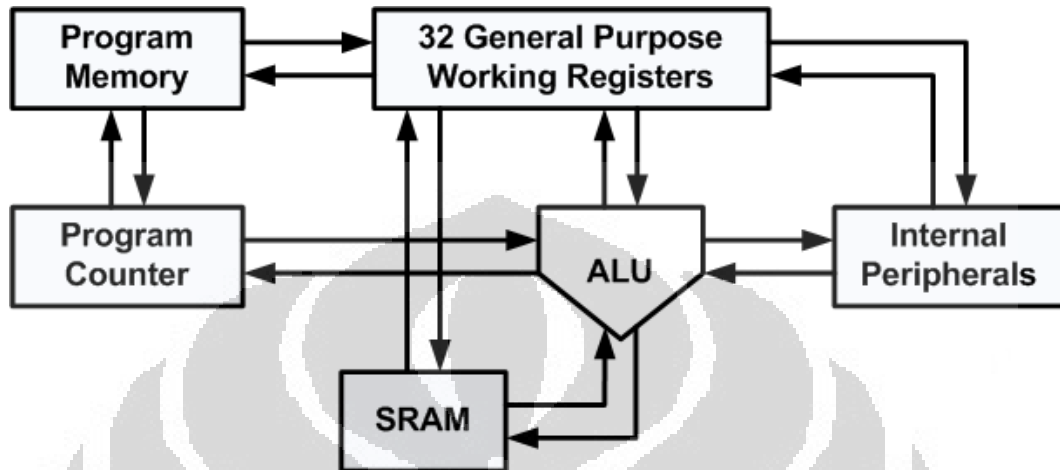 Program
Memory
32 General Purpose
Working Registers
Program
Counter
ALU
Internal
Peripherals
SRAM